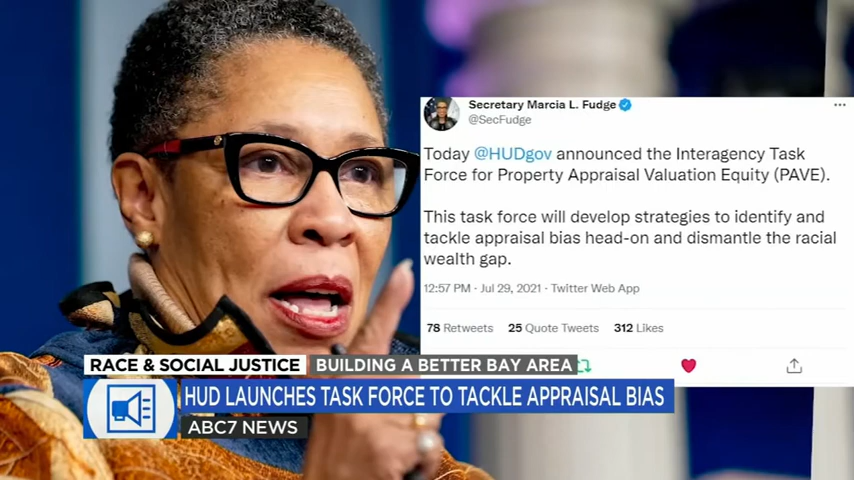 Secretary Marcia L. Fudge
@SecFudge
Today @HUDgov announced the Interagency Task
Force for Property Appraisal Valuation Equity (PAVE).
This task force will develop strategies to identify and
tackle appraisal bias head-on and dismantle the racial
wealth gap.
12:57 PM · Jul 29, 2021 · Twitter Web App
78 Retweets 25 Quote Tweets 312 Likes
RACE & SOCIAL JUSTICE BUILDING A BETTER BAY AREA
HUD LAUNCHES TASK FORCE TO TACKLE APPRAISAL BIAS
ABC7 NEWS